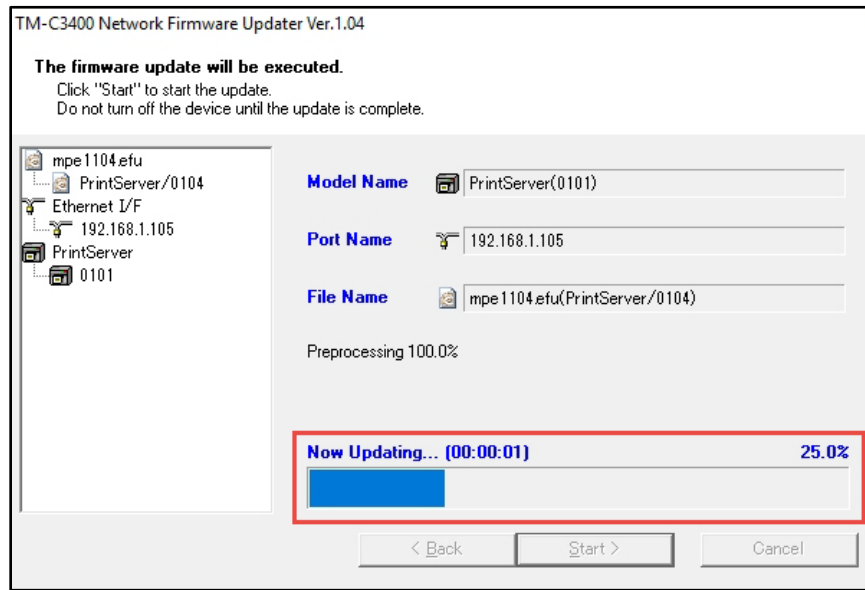 TM-C3400 Network Firmware Updater Ver.1.04
The firmware update will be executed.
Click "Start" to start the update.
Do not turn off the device until the update is complete.
mpe1104.efu
PrintServer/0104
Ethernet I/F
192.168.1.105
PrintServer
0101
Model Name PrintServer(0101)
Port Name 192.168.1.105
File Name mpe1104.efu(PrintServer/0104)
Preprocessing 100.0%
Now Updating... (00:00:01) 25.0%
< Back Start > Cancel